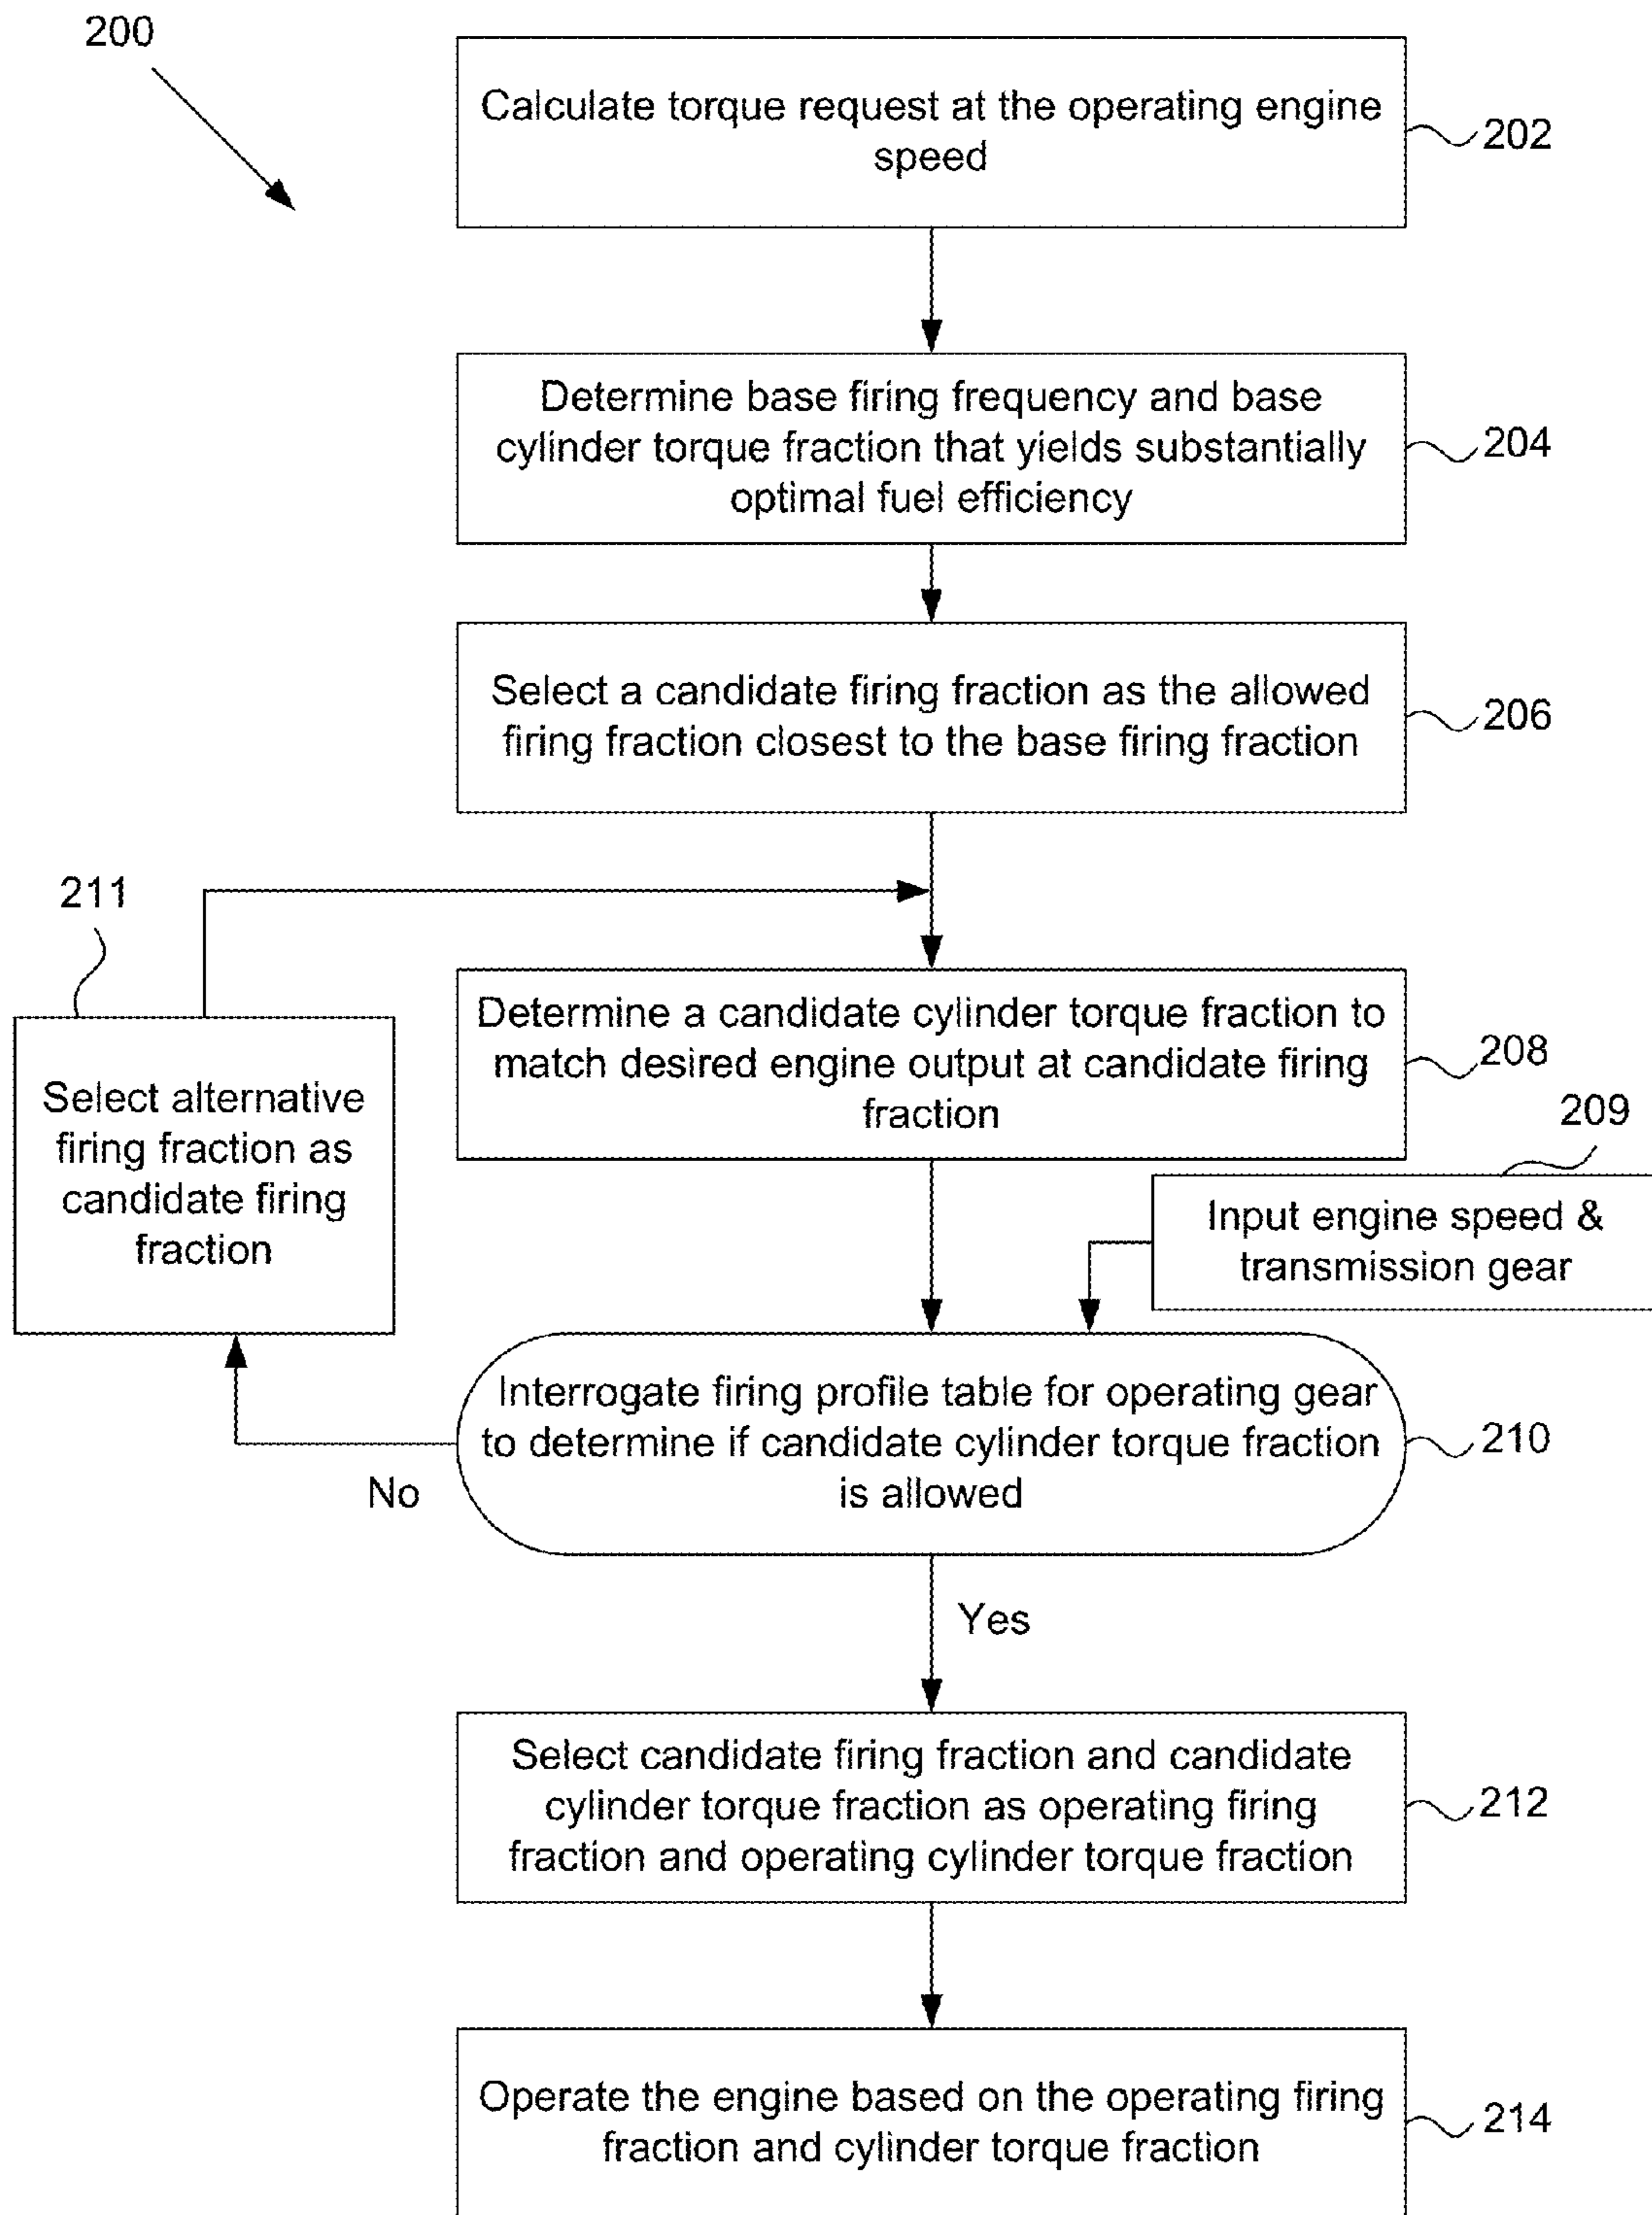 200
Calculate torque request at the operating engine
speed
202
Determine base firing frequency and base
cylinder torque fraction that yields substantially
optimal fuel efficiency
204
Select a candidate firing fraction as the allowed
firing fraction closest to the base firing fraction
206
211
Select alternative
firing fraction as
candidate firing
fraction
Determine a candidate cylinder torque fraction to
match desired engine output at candidate firing
fraction
208
209
Input engine speed &
transmission gear
Interrogate firing profile table for operating gear
to determine if candidate cylinder torque fraction
is allowed
210
No
Yes
Select candidate firing fraction and candidate
cylinder torque fraction as operating firing
fraction and operating cylinder torque fraction
212
Operate the engine based on the operating firing
fraction and cylinder torque fraction
214